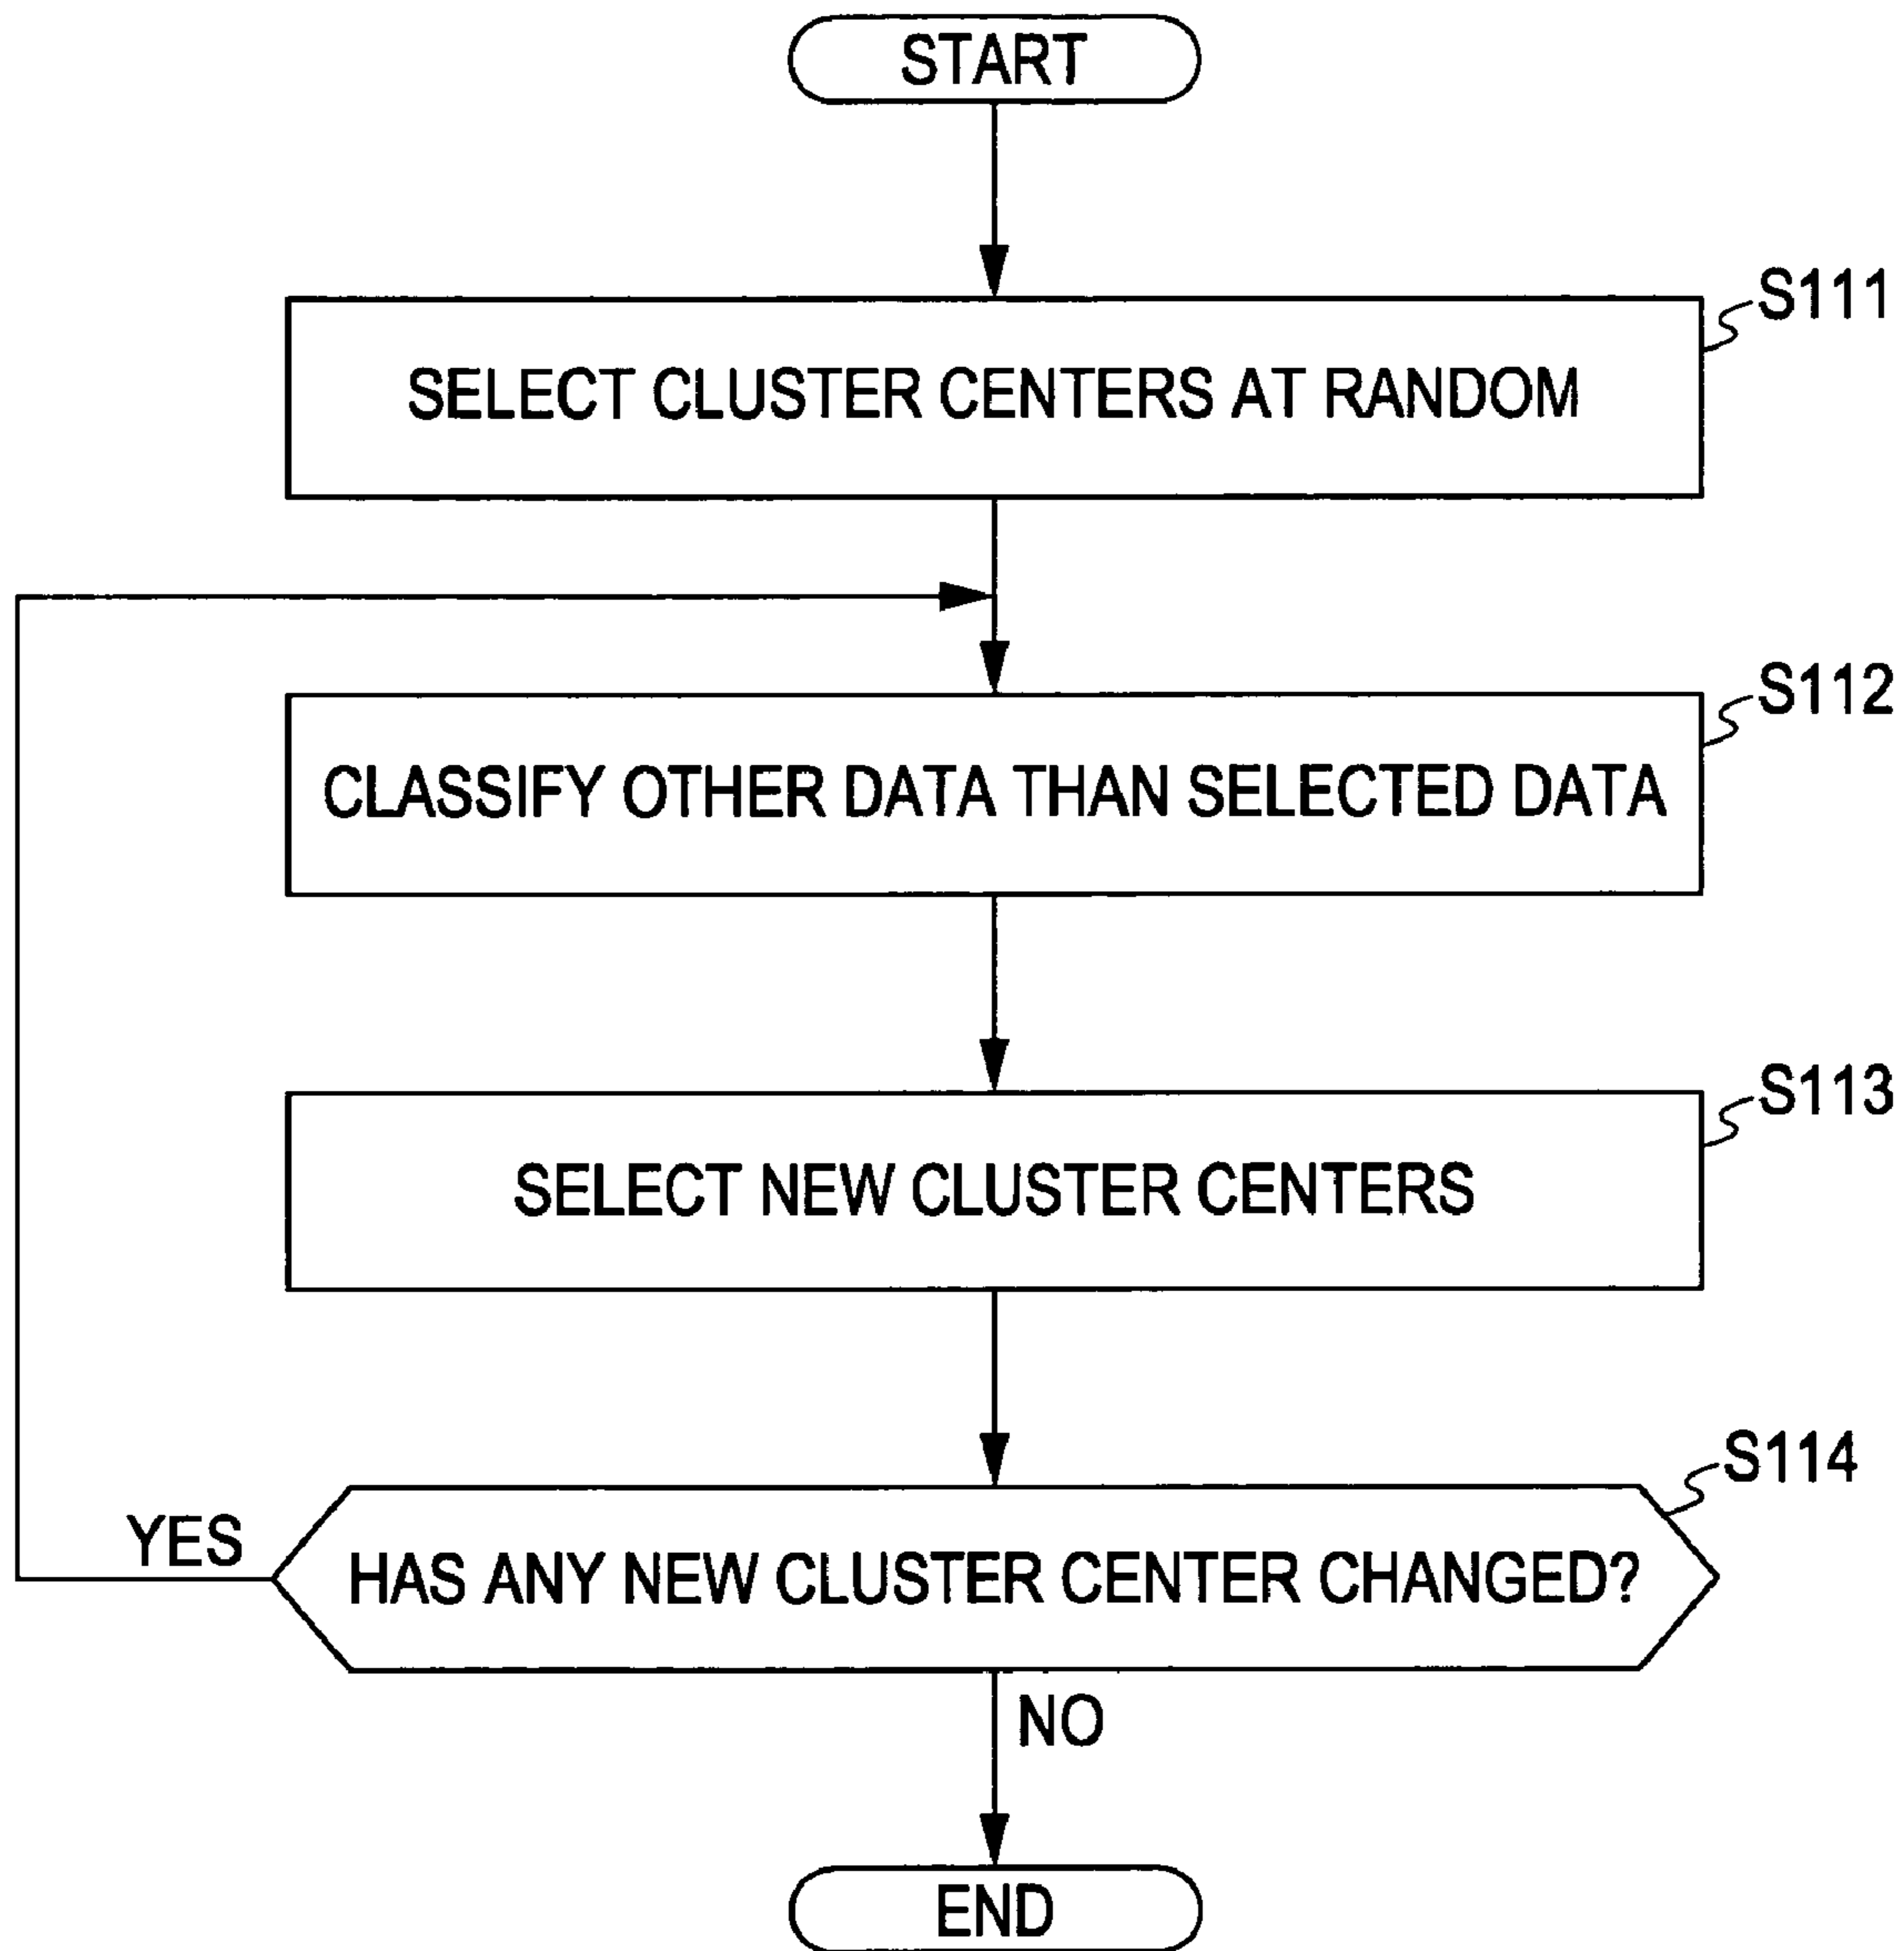 START
S111
SELECT CLUSTER CENTERS AT RANDOM
S112
CLASSIFY OTHER DATA THAN SELECTED DATA
S113
SELECT NEW CLUSTER CENTERS
S114
YES
HAS ANY NEW CLUSTER CENTER CHANGED?
NO
END